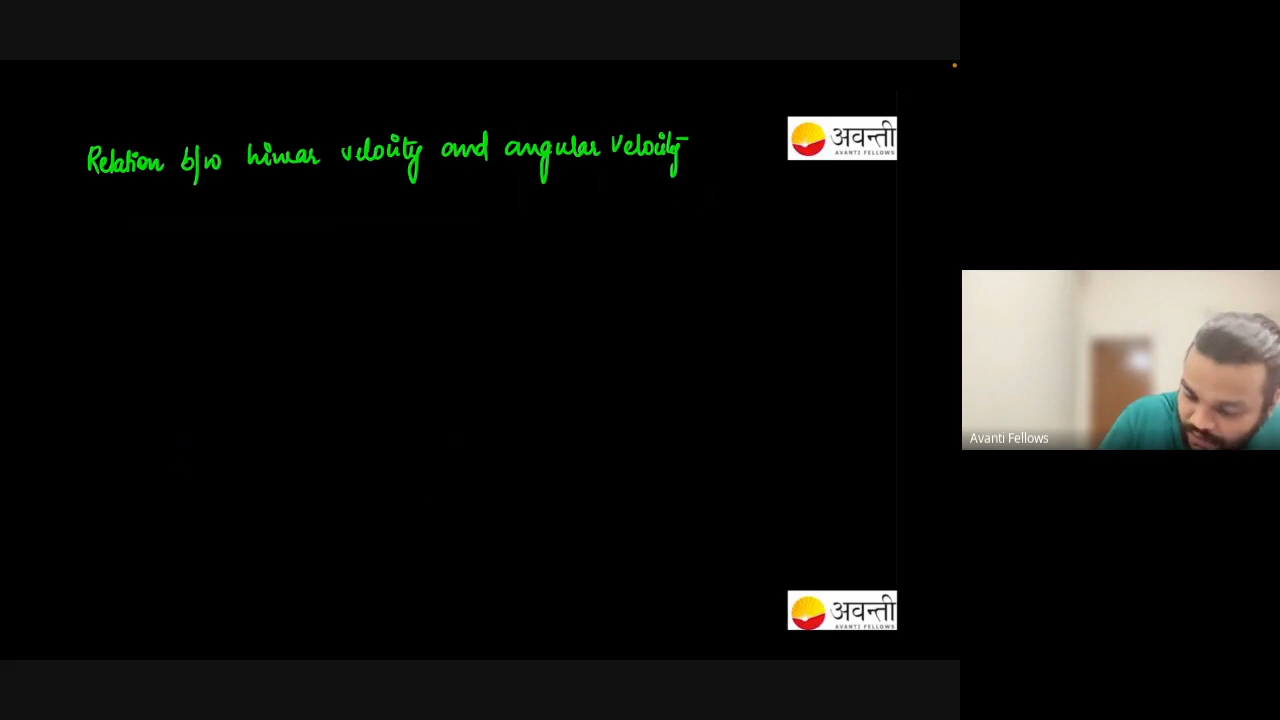 Relation b/w linear velocity and angular velocity
अवन्ती
AVANTI FELLOWS
Avanti Fellows
अवन्ती
AVANTI FELLOWS